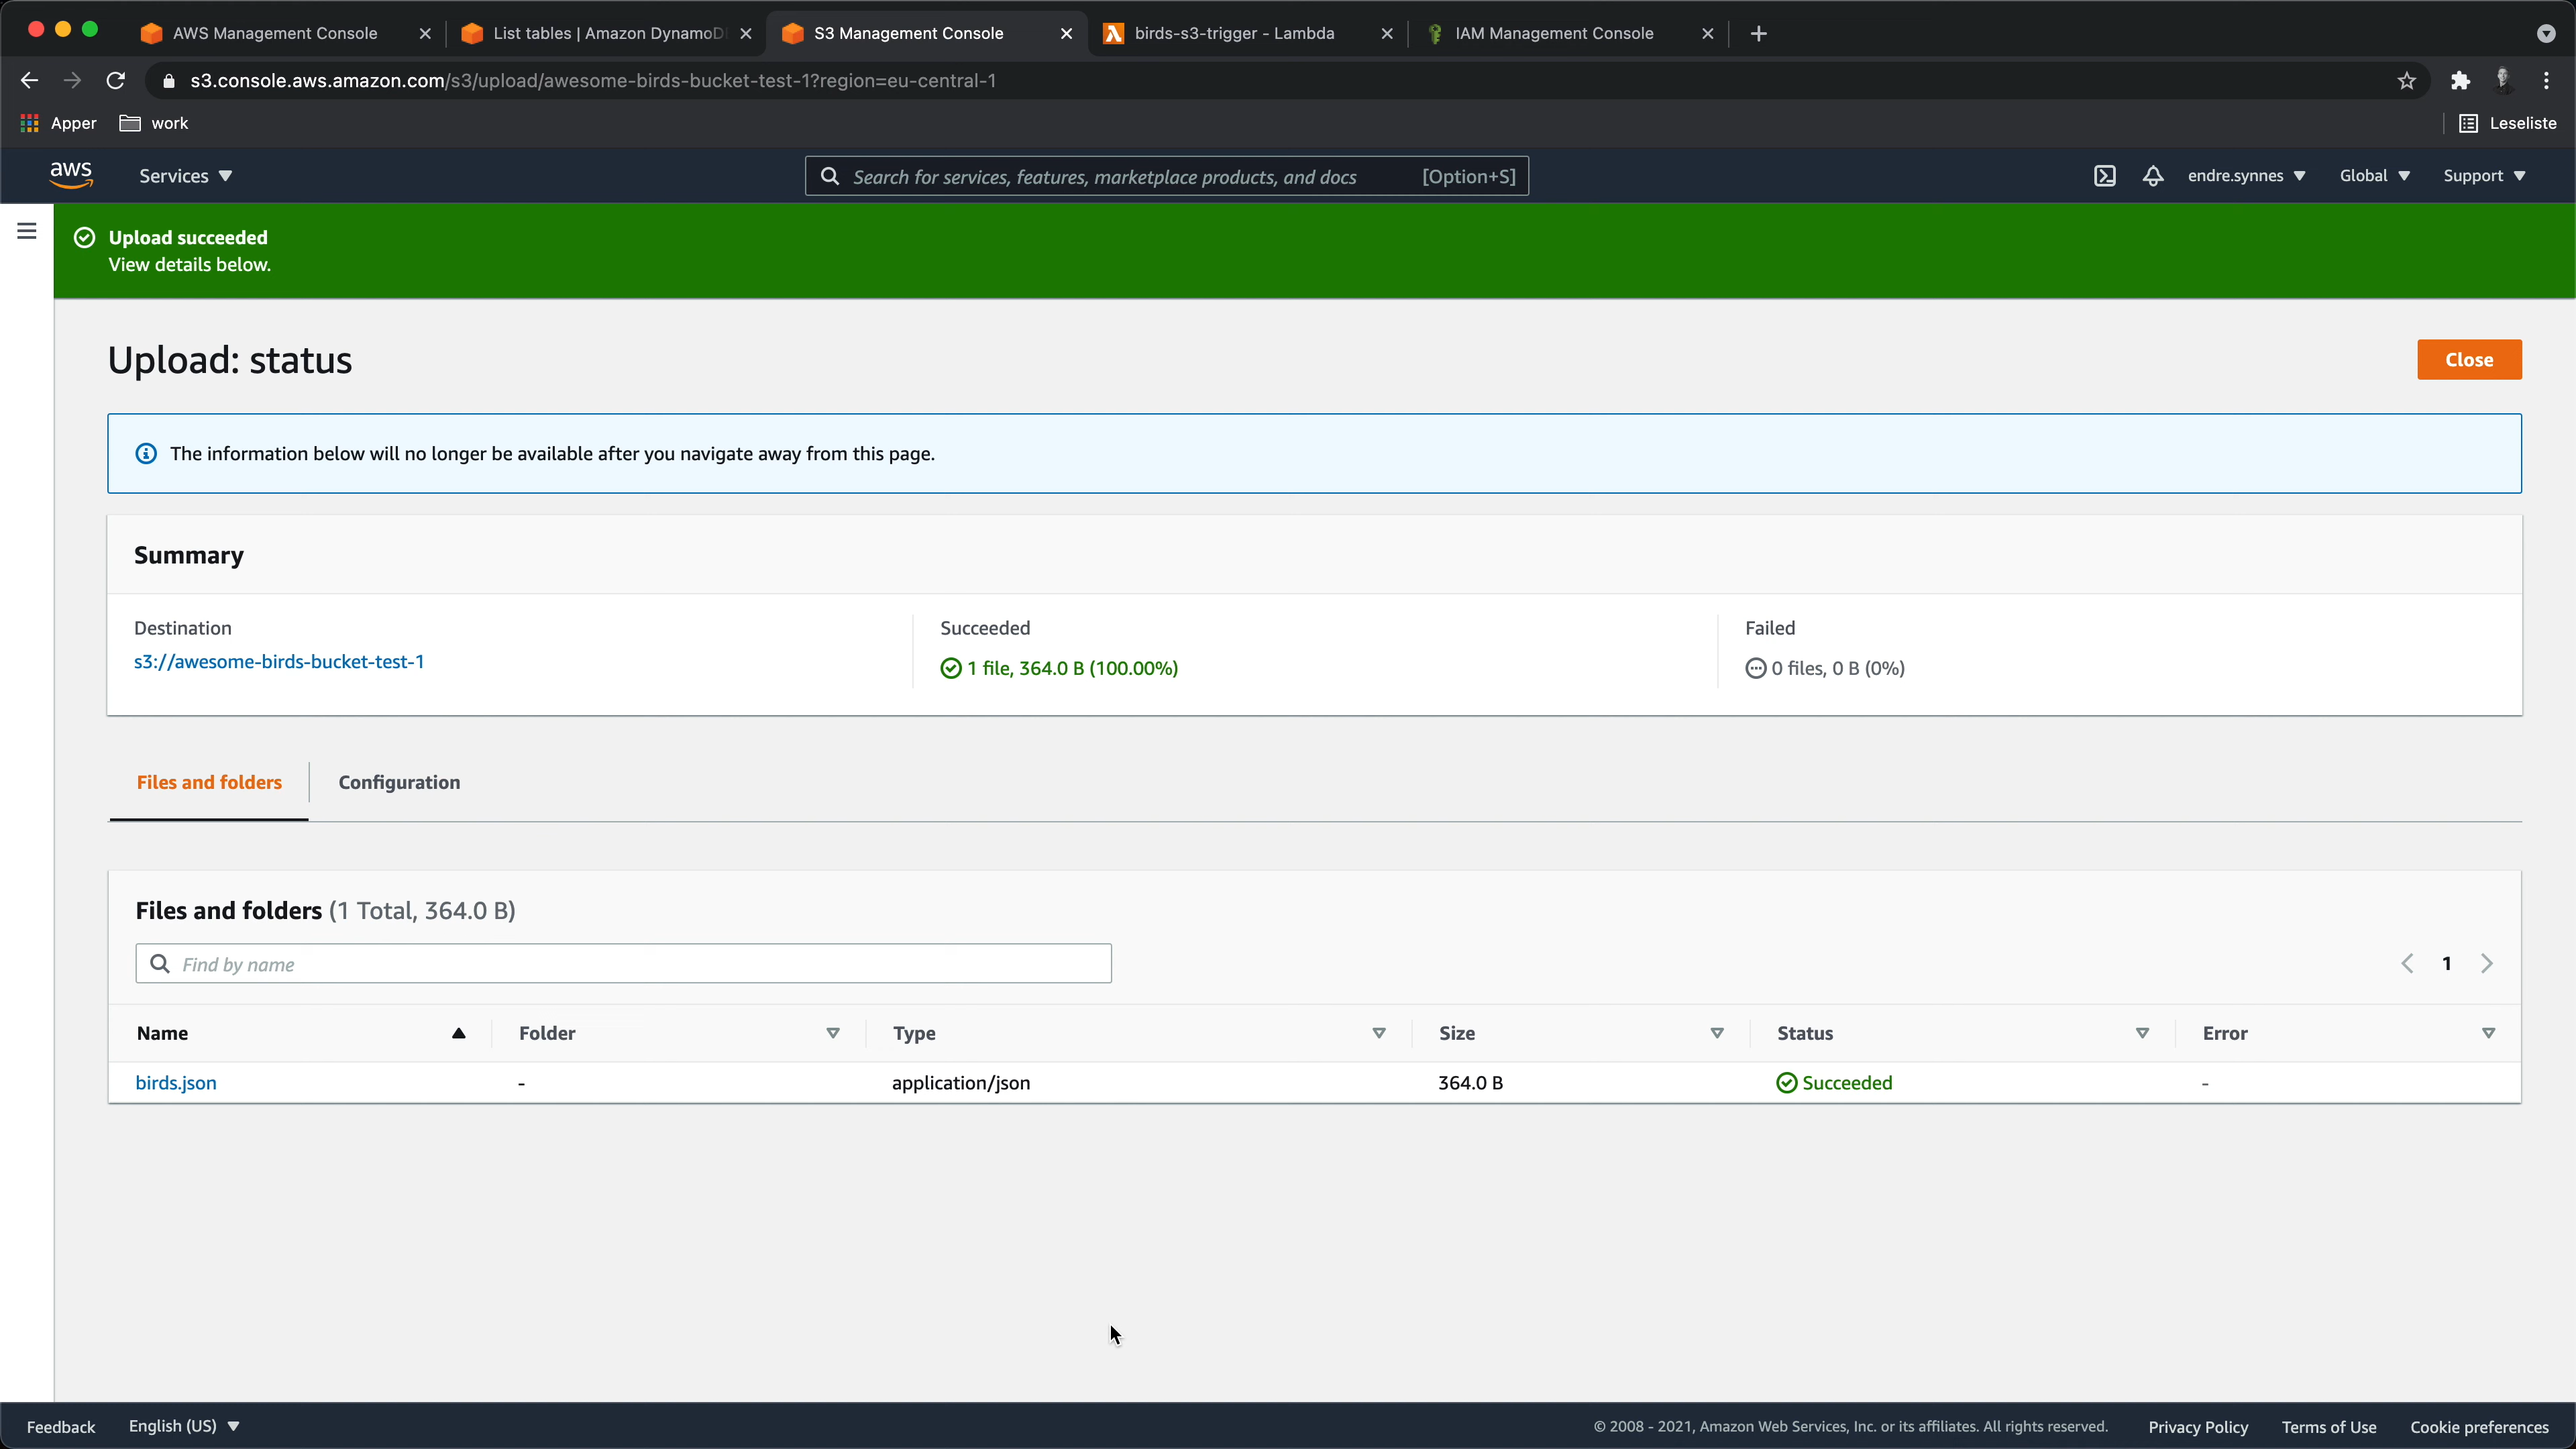 AWS Management Console
List tables | Amazon DynamoD
S3 Management Console
birds-s3-trigger - Lambda
IAM Management Console
s3.console.aws.amazon.com/s3/upload/awesome-birds-bucket-test-1?region=eu-central-1
Apper
work
Leseliste
aws
Services
Search for services, features, marketplace products, and docs
[Option+S]
endre.synnes
Global
Support
Upload succeeded
View details below.
Upload: status
Close
The information below will no longer be available after you navigate away from this page.
Summary
Destination
s3://awesome-birds-bucket-test-1
Succeeded
1 file, 364.0 B (100.00%)
Failed
0 files, 0 B (0%)
Files and folders
Configuration
Files and folders (1 Total, 364.0 B)
Find by name
1
Name
Folder
Type
Size
Status
Error
birds.json
-
application/json
364.0 B
Succeeded
-
Feedback
English (US)
© 2008 - 2021, Amazon Web Services, Inc. or its affiliates. All rights reserved.
Privacy Policy
Terms of Use
Cookie preferences